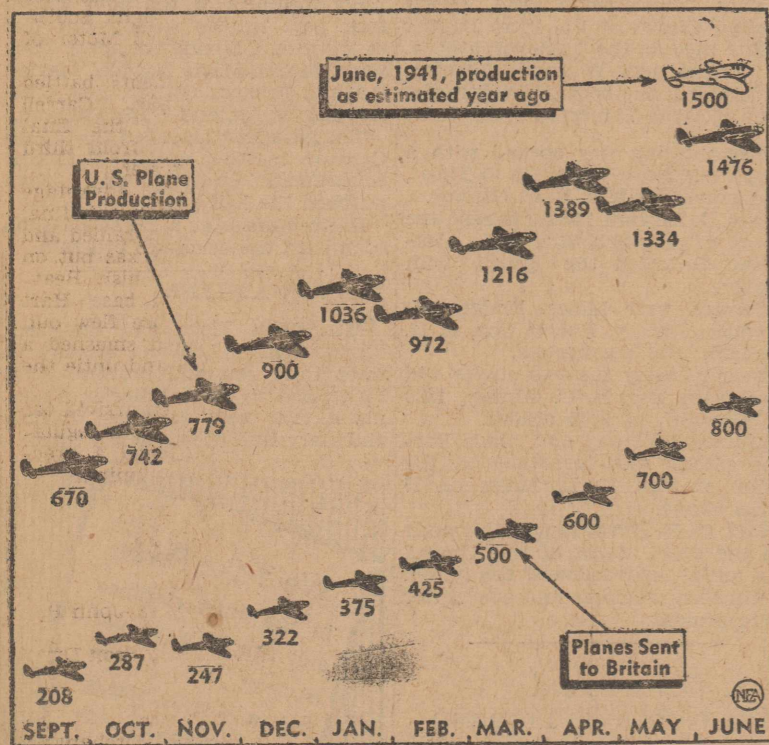 June, 1941, production
as estimated year ago
1500
1476
U. S. Plane
Production
1389
1334
1216
1036
972
900
779
742
670
800
700
600
500
425
375
322
287
247
208
Planes Sent
to Britain
NEA
SEPT. OCT. NOV. DEC. JAN. FEB. MAR. APR. MAY JUNE